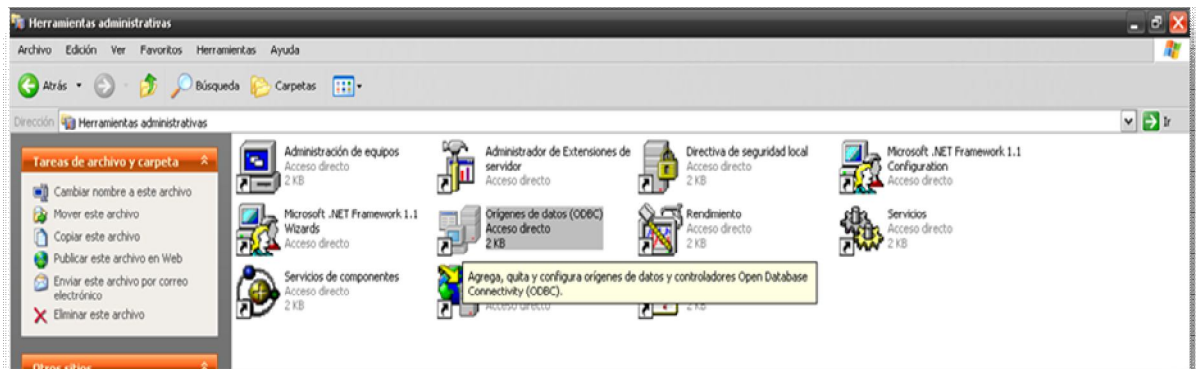 Herramientas administrativas
Archivo Edición Ver Favoritos Herramientas Ayuda
Atrás Búsqueda Carpetas
Dirección Herramientas administrativas Ir
Tareas de archivo y carpeta
Cambiar nombre a este archivo
Mover este archivo
Copiar este archivo
Publicar este archivo en Web
Enviar este archivo por correo
electrónico
Eliminar este archivo
Otros sitios
Administración de equipos
Acceso directo
2 KB
Administrador de Extensiones de
servidor
Acceso directo
Directiva de seguridad local
Acceso directo
2 KB
Microsoft .NET Framework 1.1
Configuration
Acceso directo
Microsoft .NET Framework 1.1
Wizards
Acceso directo
Orígenes de datos (ODBC)
Acceso directo
2 KB
Rendimiento
Acceso directo
2 KB
Servicios
Acceso directo
2 KB
Servicios de componentes
Acceso directo
2 KB
Agrega, quita y configura orígenes de datos y controladores Open Database
Connectivity (ODBC).
Acceso directo
2 KB